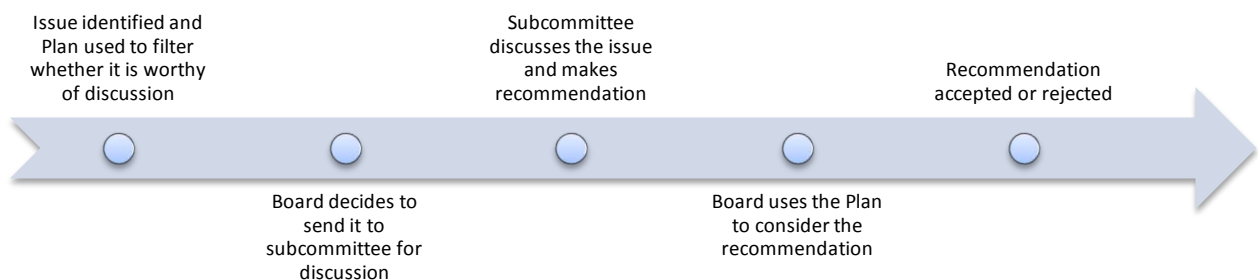 Issue identified and
Plan used to filter
whether it is worthy
of discussion
Board decides to
send it to
subcommittee for
discussion
Subcommittee
discusses the issue
and makes
recommendation
Board uses the Plan
to consider the
recommendation
Recommendation
accepted or rejected